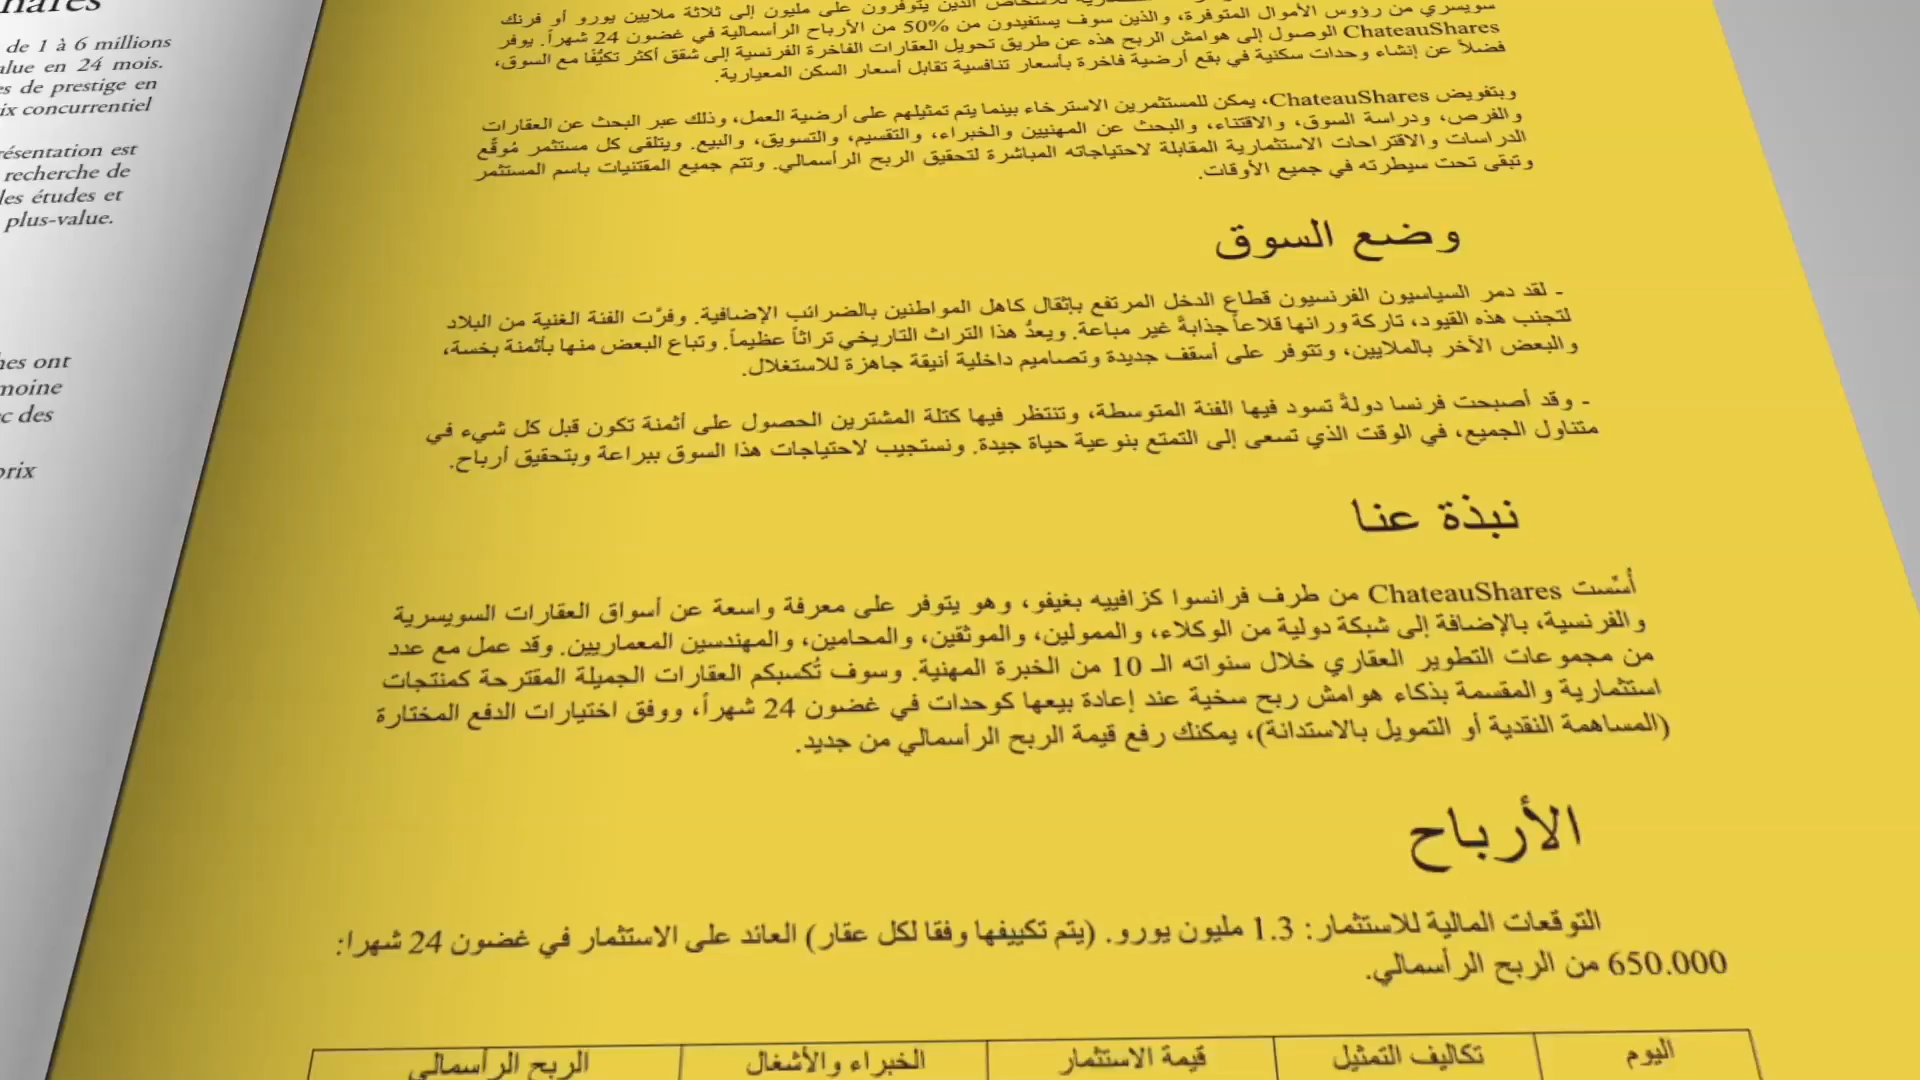 hares
de 1 à 6 millions
alue en 24 mois.
es de prestige en
ix concurrentiel
résentation est
recherche de
les études et
plus-value.
hes ont
moine
c des
prix
سويسري من رؤوس الأموال المتوفرة، والذين سوف يستفيدون من %50 من الأرباح الرأسمالية في غضون 24 شهراً. يوفر
ChateauShares الوصول إلى هوامش الربح هذه عن طريق تحويل العقارات الفاخرة الفرنسية إلى شقق أكثر تكيُّفًا مع السوق،
فضلاً عن إنشاء وحدات سكنية في بقع أرضية فاخرة بأسعار تنافسية تقابل أسعار السكن المعيارية.
وبتفويض ChateauShares، يمكن للمستثمرين الاسترخاء بينما يتم تمثيلهم على أرضية العمل، وذلك عبر البحث عن العقارات
والفرص، ودراسة السوق، والاقتناء، والبحث عن المهنيين والخبراء، والتقسيم، والتسويق، والبيع. ويتلقى كل مستثمر مُوقّع
الدراسات والاقتراحات الاستثمارية المقابلة لاحتياجاته المباشرة لتحقيق الربح الرأسمالي. وتتم جميع المقتنيات باسم المستثمر
وتبقى تحت سيطرته في جميع الأوقات.
وضع السوق
- لقد دمر السياسيون الفرنسيون قطاع الدخل المرتفع بإثقال كاهل المواطنين بالضرائب الإضافية. وفرَّت الفئة الغنية من البلاد
لتجنب هذه القيود، تاركة ورائها قلاعاً جذابةً غير مباعة. ويعدُّ هذا التراث التاريخي تراثاً عظيماً. وتباع البعض منها بأثمنة بخسة،
والبعض الآخر بالملايين، وتتوفر على أسقف جديدة وتصاميم داخلية أنيقة جاهزة للاستغلال.
- وقد أصبحت فرنسا دولةً تسود فيها الفئة المتوسطة، وتنتظر فيها كتلة المشترين الحصول على أثمنة تكون قبل كل شيء في
متناول الجميع، في الوقت الذي تسعى إلى التمتع بنوعية حياة جيدة. ونستجيب لاحتياجات هذا السوق ببراعة وبتحقيق أرباح.
نبذة عنا
أُسِّست ChateauShares من طرف فرانسوا كزافييه بغيفو، وهو يتوفر على معرفة واسعة عن أسواق العقارات السويسرية
والفرنسية، بالإضافة إلى شبكة دولية من الوكلاء، والممولين، والموثقين، والمحامين، والمهندسين المعماريين. وقد عمل مع عدد
من مجموعات التطوير العقاري خلال سنواته الـ 10 من الخبرة المهنية. وسوف تُكسبكم العقارات الجميلة المقترحة كمنتجات
استثمارية والمقسمة بذكاء هوامش ربح سخية عند إعادة بيعها كوحدات في غضون 24 شهراً، ووفق اختيارات الدفع المختارة
(المساهمة النقدية أو التمويل بالاستدانة)، يمكنك رفع قيمة الربح الرأسمالي من جديد.
الأرباح
التوقعات المالية للاستثمار: 1.3 مليون يورو. (يتم تكييفها وفقا لكل عقار) العائد على الاستثمار في غضون 24 شهرا:
650.000 من الربح الرأسمالي.
اليوم تكاليف التمثيل قيمة الاستثمار الخبراء والأشغال الربح الرأسمالي